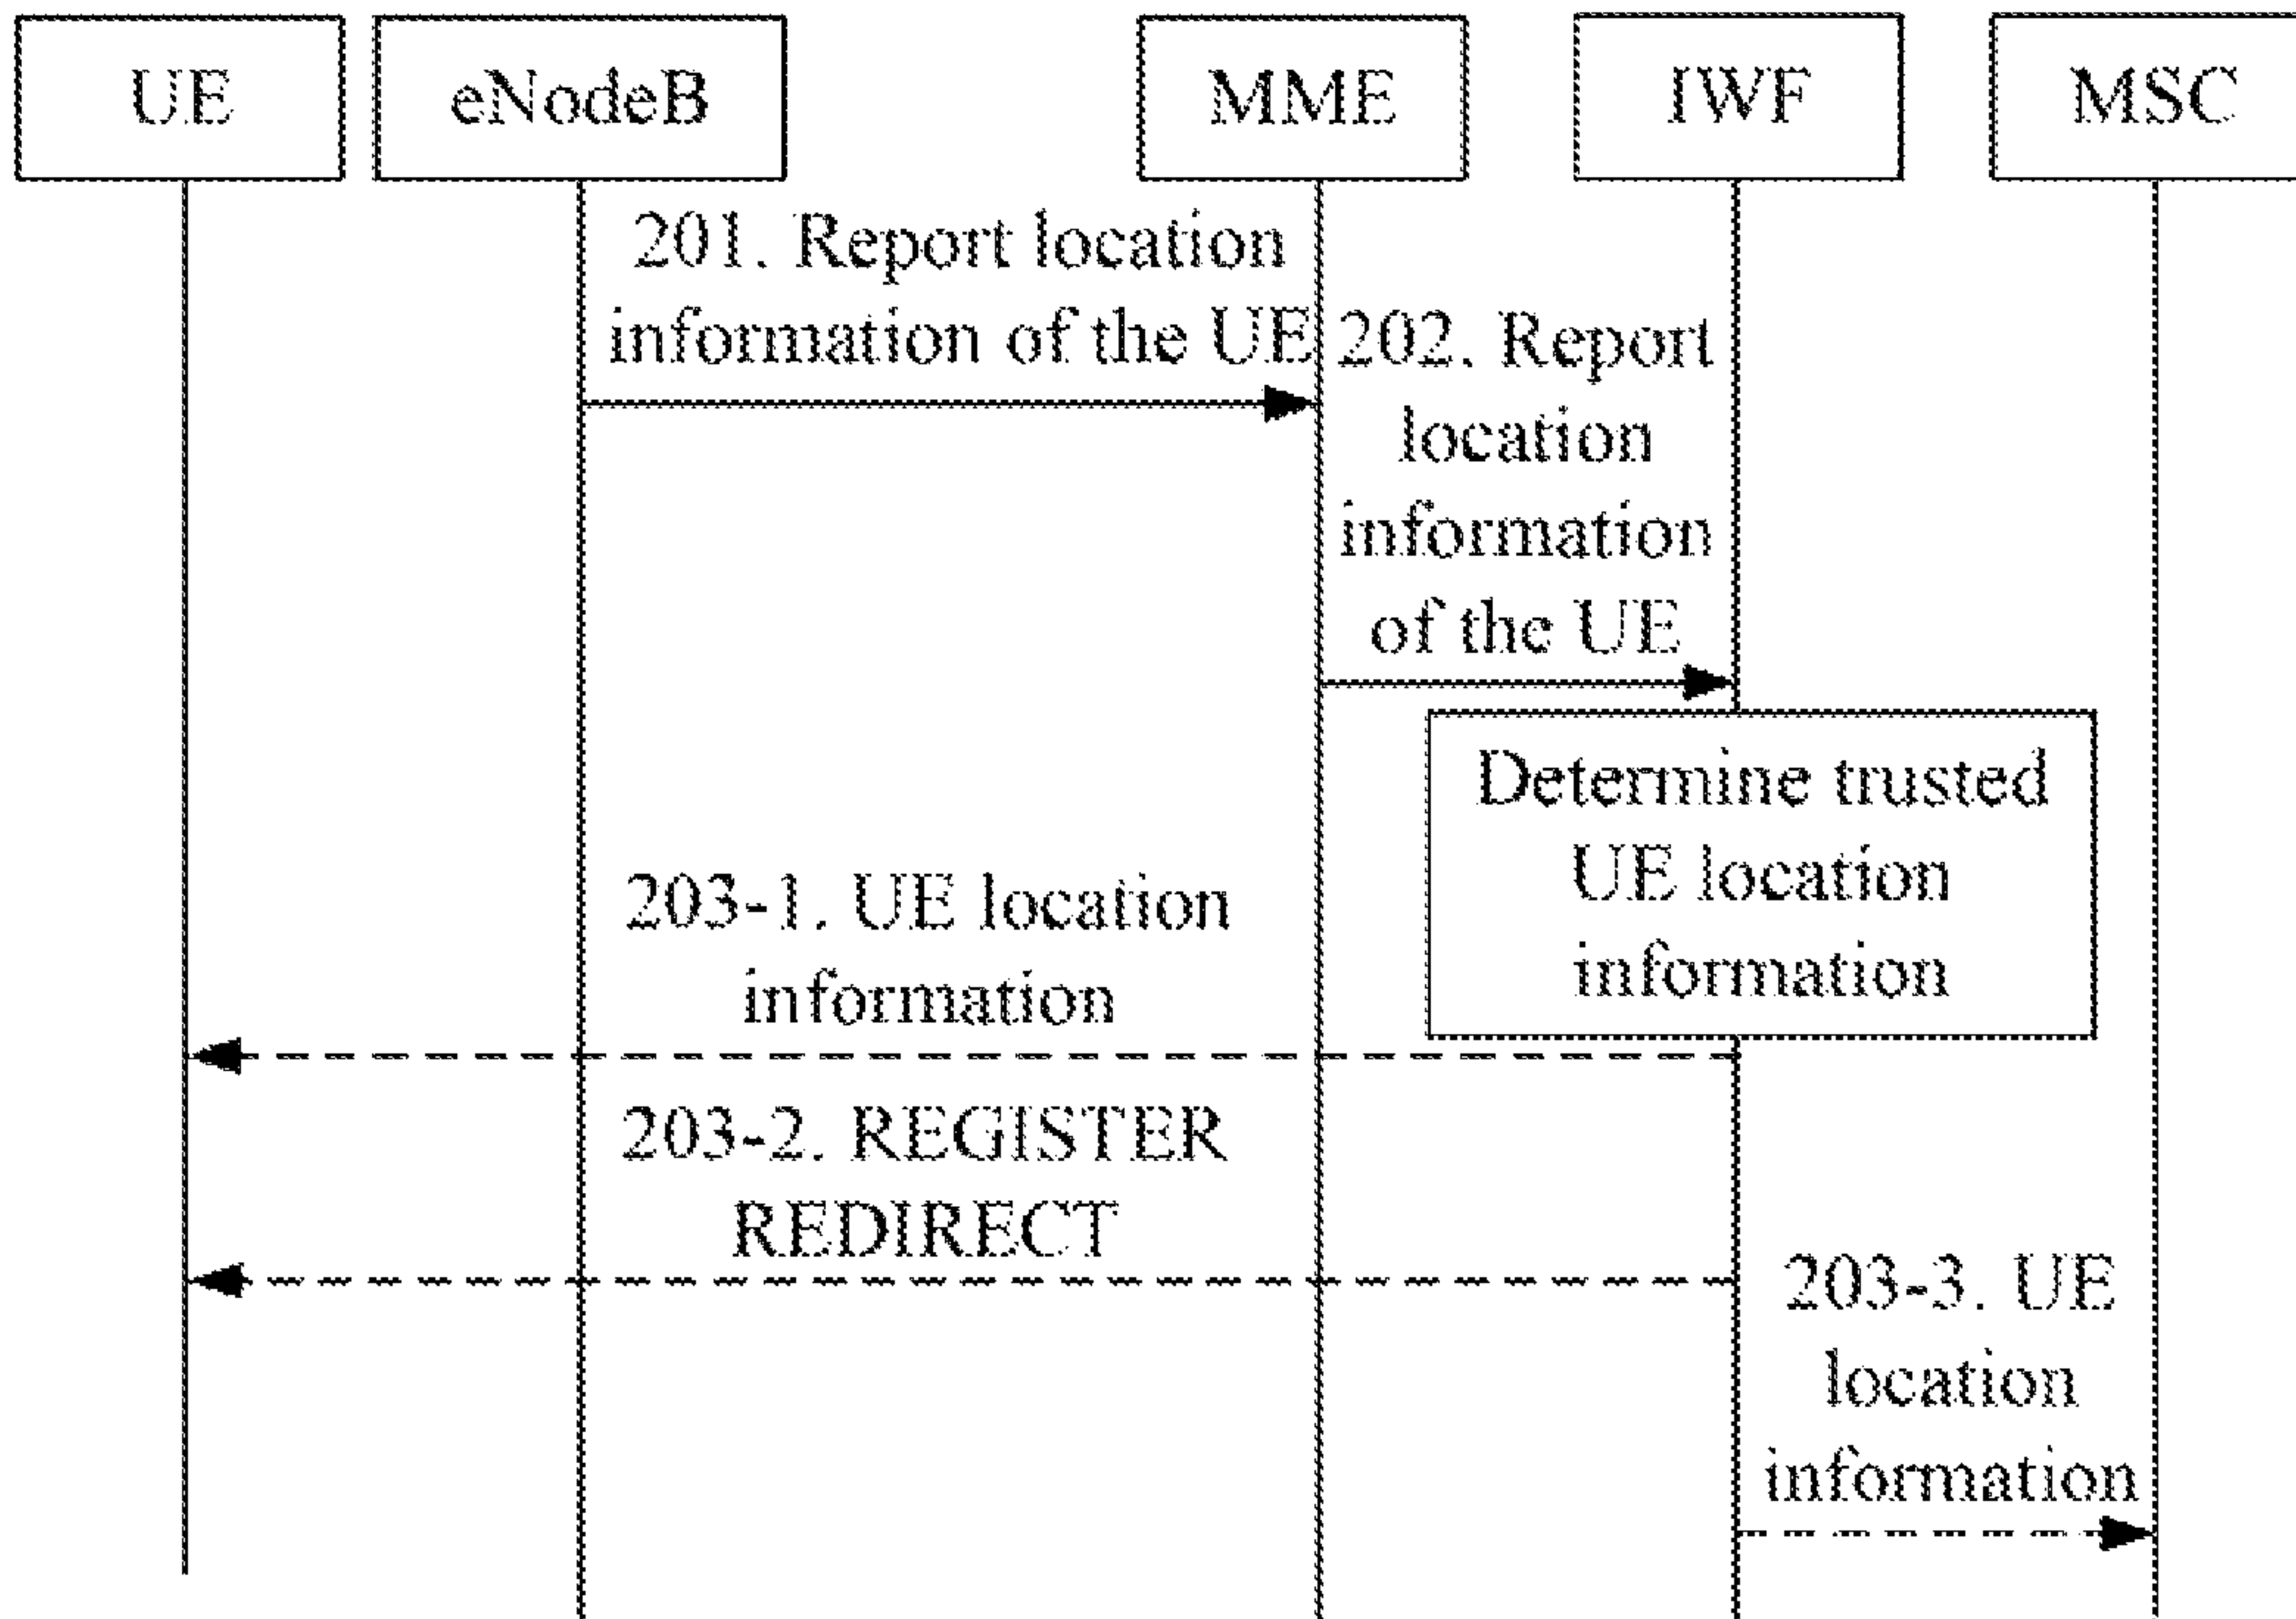 UE
eNodeB
MME
IWF
MSC
201. Report location
information of the UE
202. Report
location
information
of the UE
Determine trusted
UE location
information
203-1. UE location
information
203-2. REGISTER
REDIRECT
203-3. UE
location
information